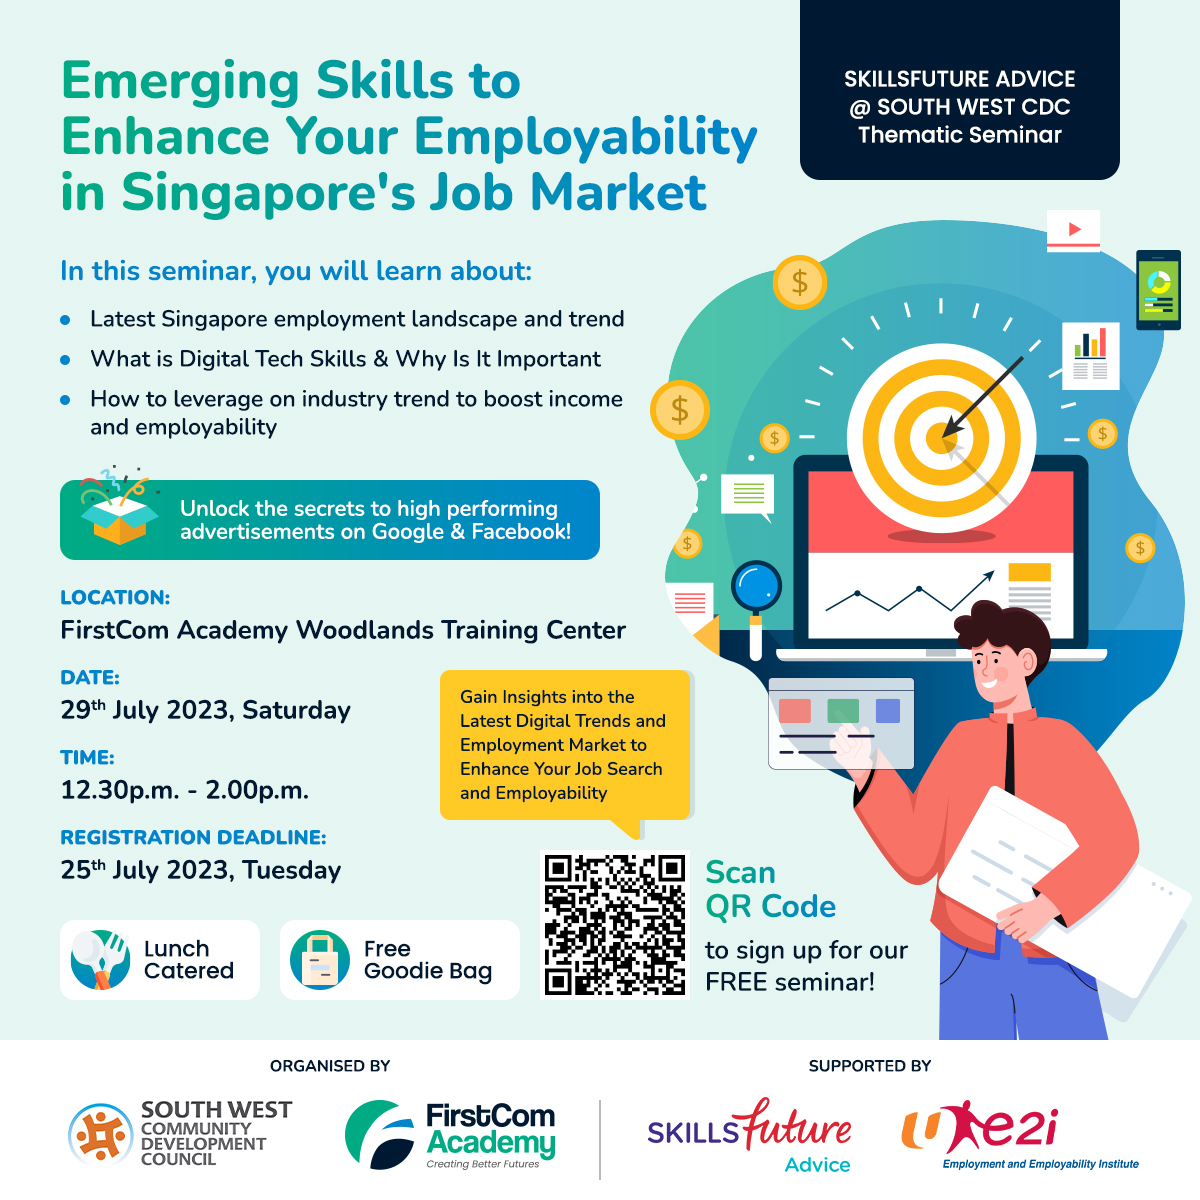 SKILLSFUTURE ADVICE
@ SOUTH WEST CDC
Thematic Seminar
Emerging Skills to
Enhance Your Employability
in Singapore's Job Market
In this seminar, you will learn about:
• Latest Singapore employment landscape and trend
• What is Digital Tech Skills & Why Is It Important
• How to leverage on industry trend to boost income
and employability
Unlock the secrets to high performing
advertisements on Google & Facebook!
LOCATION:
FirstCom Academy Woodlands Training Center
DATE:
29th July 2023, Saturday
TIME:
12.30p.m. - 2.00p.m.
REGISTRATION DEADLINE:
25th July 2023, Tuesday
Gain Insights into the
Latest Digital Trends and
Employment Market to
Enhance Your Job Search
and Employability
Lunch
Catered
Free
Goodie Bag
Scan
QR Code
to sign up for our
FREE seminar!
$
$
$
$
$
$
ORGANISED BY
SOUTH WEST
COMMUNITY
DEVELOPMENT
COUNCIL
FirstCom
Academy
Creating Better Futures
SUPPORTED BY
SKILLSfuture
Advice
U e2i
Employment and Employability Institute